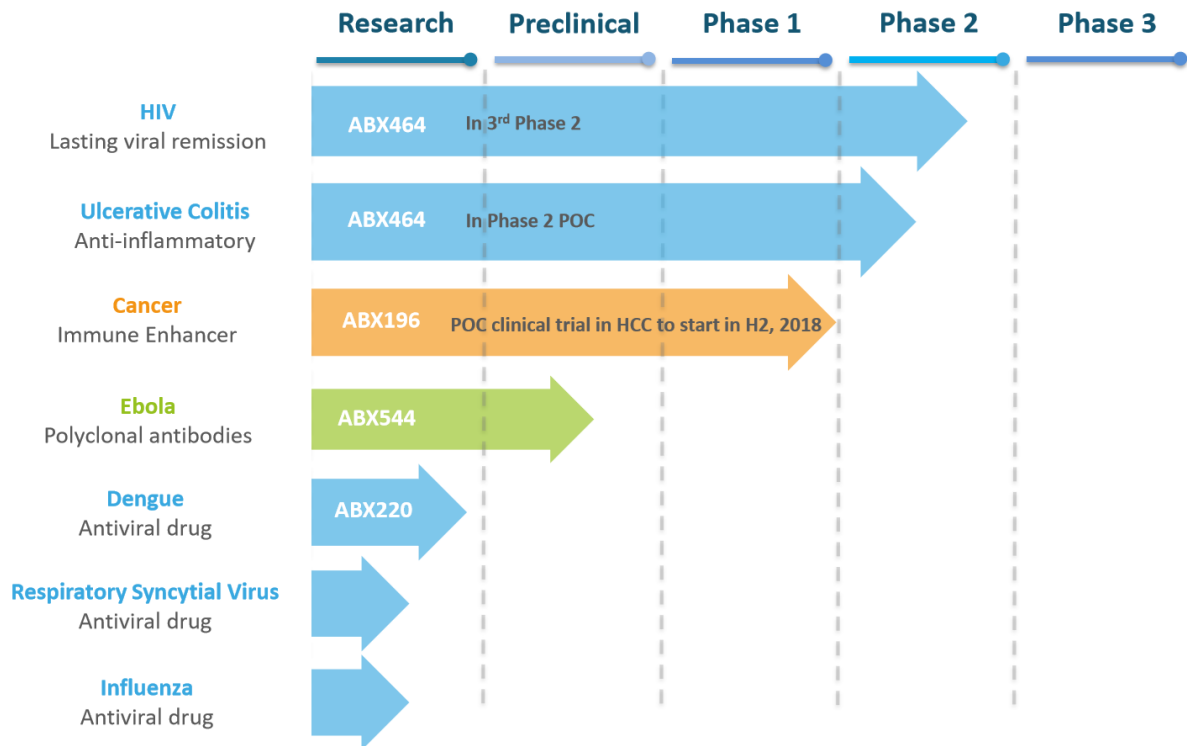 Research Preclinical Phase 1 Phase 2 Phase 3
HIV
Lasting viral remission
ABX464 In 3rd Phase 2
Ulcerative Colitis
Anti-inflammatory
ABX464 In Phase 2 POC
Cancer
Immune Enhancer
ABX196 POC clinical trial in HCC to start in H2, 2018
Ebola
Polyclonal antibodies
ABX544
Dengue
Antiviral drug
ABX220
Respiratory Syncytial Virus
Antiviral drug
Influenza
Antiviral drug